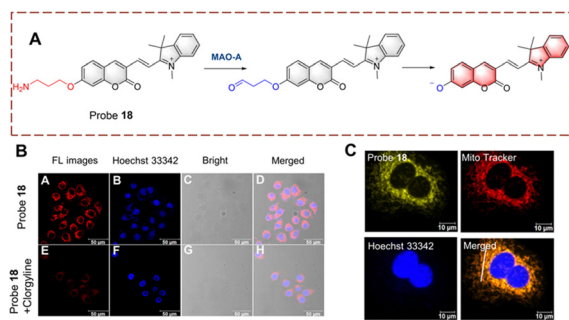 A
MAO-A
H₂N
O
O
O
N
+
O
O
O
O
N
+
⁻
O
O
O
N
+
Probe 18
B
FL images
Hoechst 33342
Bright
Merged
Probe 18
A
B
C
D
50 μm
50 μm
50 μm
50 μm
Probe 18
+Clorgyline
E
F
G
H
50 μm
50 μm
50 μm
50 μm
C
Probe 18
Mito Tracker
10 μm
10 μm
Hoechst 33342
Merged
10 μm
10 μm